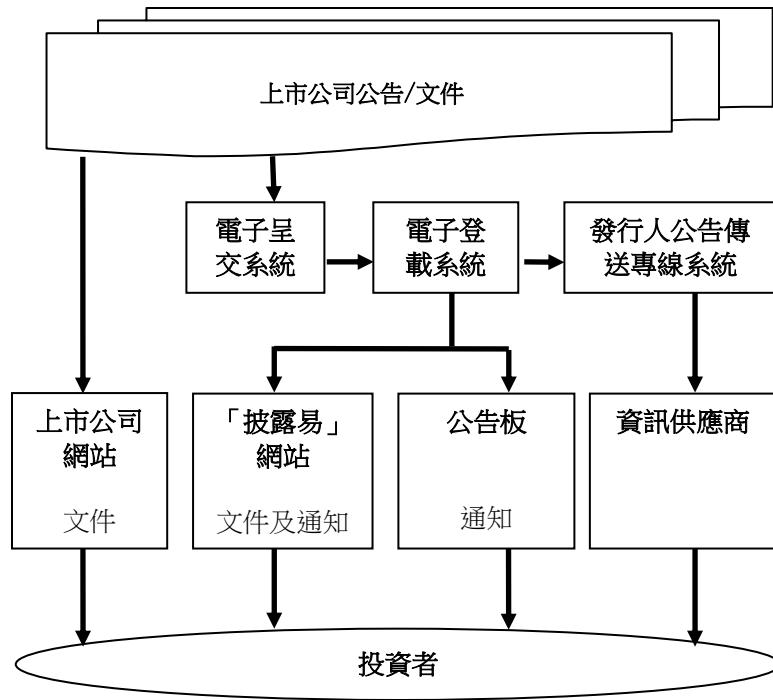 上市公司公告/文件
電子呈
交系統
電子登
載系統
發行人公告傳
送專線系統
上市公司
網站
文件
「披露易」
網站
文件及通知
公告板
通知
資訊供應商
投資者